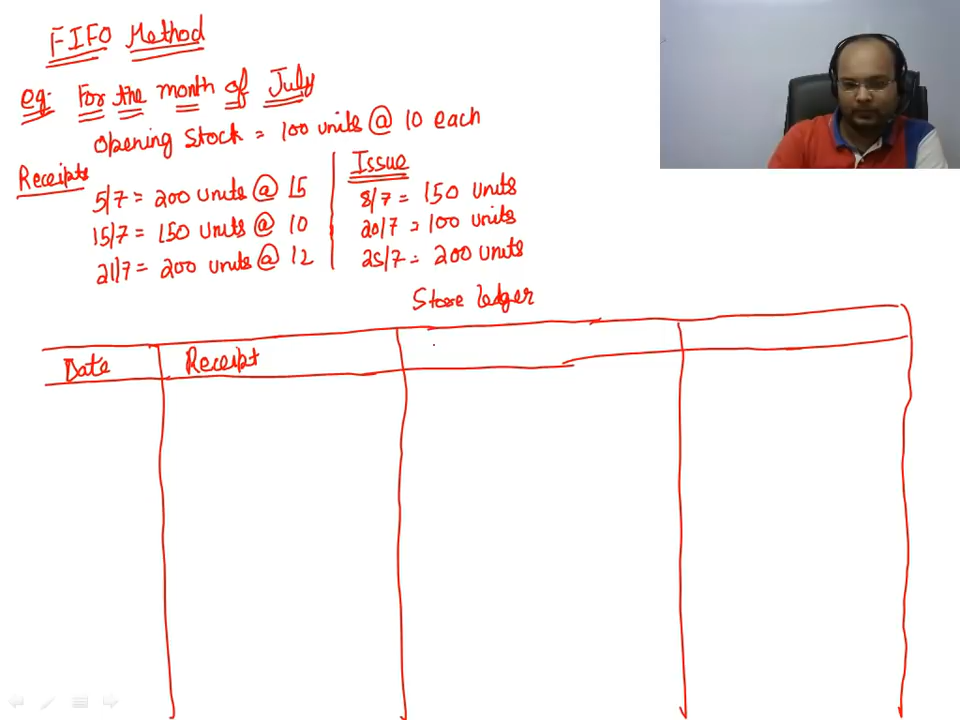 FIFO Method
eg:- For the month of July
Opening Stock = 100 units @ 10 each
Receipts
5/7 = 200 units @ 15
15/7 = 150 units @ 10
21/7 = 200 units @ 12
Issue
8/7 = 150 units
20/7 = 100 units
25/7 = 200 units
Store ledger
Date Receipt